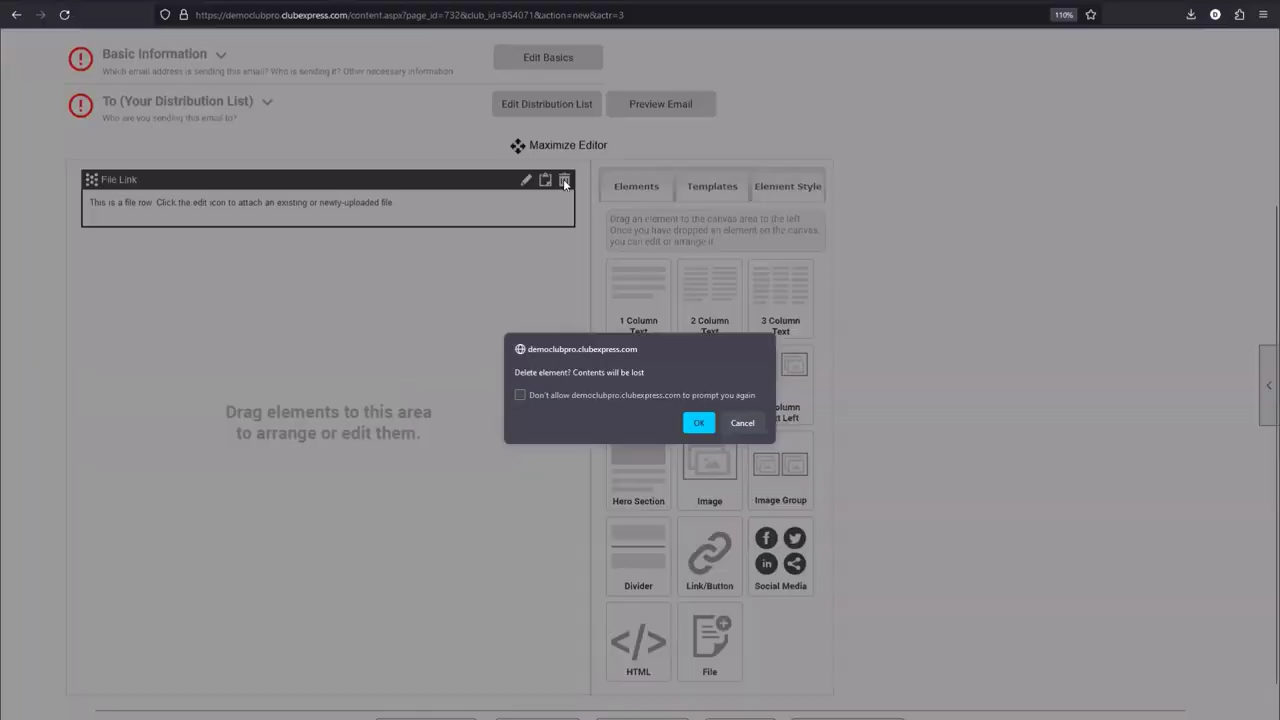 https://democlubpro.clubexpress.com/content.aspx?page_id=732&club_id=854071&action=new&actr=3
110%
D
Basic Information
Which email address is sending this email? Who is sending it? Other necessary information
Edit Basics
To (Your Distribution List)
Who are you sending this email to?
Edit Distribution List
Preview Email
Maximize Editor
File Link
This is a file row. Click the edit icon to attach an existing or newly-uploaded file.
Drag elements to this area
to arrange or edit them.
Elements
Templates
Element Style
Drag an element to the canvas area to the left.
Once you have dropped an element on the canvas,
you can edit or arrange it
1 Column
Text
2 Column
Text
3 Column
Text
democlubpro.clubexpress.com
Delete element? Contents will be lost
Don't allow democlubpro.clubexpress.com to prompt you again
OK
Cancel
Hero Section
Image
Image Group
Divider
Link/Button
Social Media
HTML
File